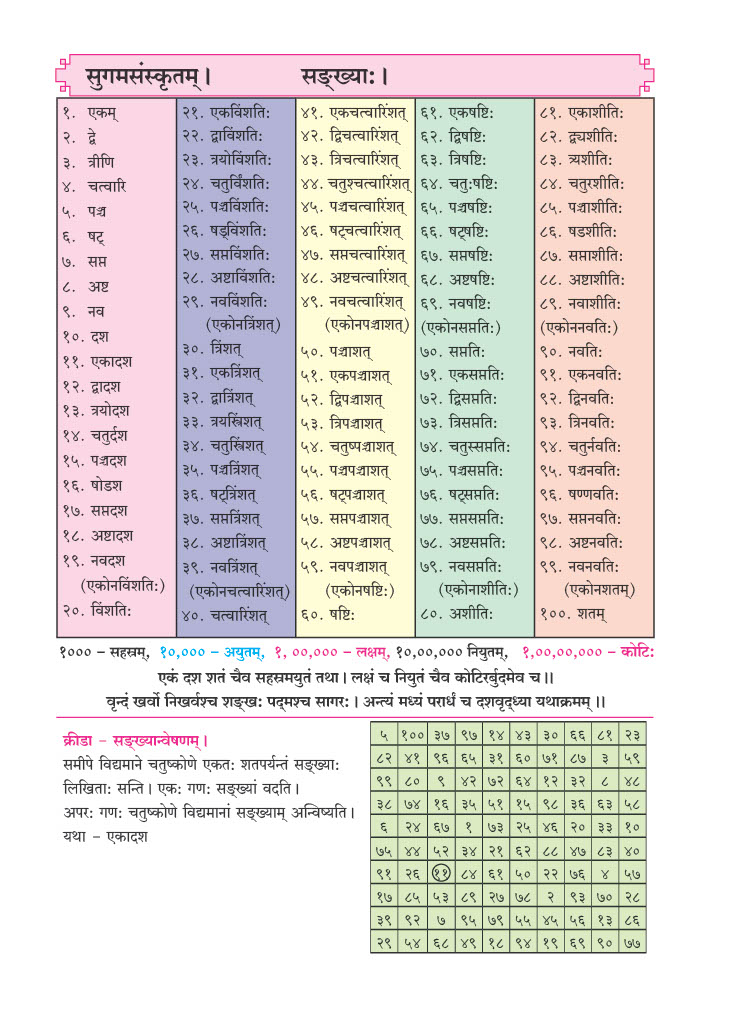 सुगमसंस्कृतम्। सङ्ख्याः।
१. एकम्
२. द्वे
३. त्रीणि
४. चत्वारि
५. पञ्च
६. षट्
७. सप्त
८. अष्ट
९. नव
१०. दश
११. एकादश
१२. द्वादश
१३. त्रयोदश
१४. चतुर्दश
१५. पञ्चदश
१६. षोडश
१७. सप्तदश
१८. अष्टादश
१९. नवदश
(एकोनविंशतिः)
२०. विंशतिः
२१. एकविंशतिः
२२. द्वाविंशतिः
२३. त्रयोविंशतिः
२४. चतुर्विंशतिः
२५. पञ्चविंशतिः
२६. षड्विंशतिः
२७. सप्तविंशतिः
२८. अष्टाविंशतिः
२९. नवविंशतिः
(एकोनत्रिंशत्)
३०. त्रिंशत्
३१. एकत्रिंशत्
३२. द्वात्रिंशत्
३३. त्रयस्त्रिंशत्
३४. चतुस्त्रिंशत्
३५. पञ्चत्रिंशत्
३६. षट्त्रिंशत्
३७. सप्तत्रिंशत्
३८. अष्टात्रिंशत्
३९. नवत्रिंशत्
(एकोनचत्वारिंशत्)
४०. चत्वारिंशत्
४१. एकचत्वारिंशत्
४२. द्विचत्वारिंशत्
४३. त्रिचत्वारिंशत्
४४. चतुश्चत्वारिंशत्
४५. पञ्चचत्वारिंशत्
४६. षट्चत्वारिंशत्
४७. सप्तचत्वारिंशत्
४८. अष्टचत्वारिंशत्
४९. नवचत्वारिंशत्
(एकोनपञ्चाशत्)
५०. पञ्चाशत्
५१. एकपञ्चाशत्
५२. द्विपञ्चाशत्
५३. त्रिपञ्चाशत्
५४. चतुष्पञ्चाशत्
५५. पञ्चपञ्चाशत्
५६. षट्पञ्चाशत्
५७. सप्तपञ्चाशत्
५८. अष्टपञ्चाशत्
५९. नवपञ्चाशत्
(एकोनषष्टिः)
६०. षष्टिः
६१. एकषष्टिः
६२. द्विषष्टिः
६३. त्रिषष्टिः
६४. चतुःषष्टिः
६५. पञ्चषष्टिः
६६. षट्षष्टिः
६७. सप्तषष्टिः
६८. अष्टषष्टिः
६९. नवषष्टिः
(एकोनसप्ततिः)
७०. सप्ततिः
७१. एकसप्ततिः
७२. द्विसप्ततिः
७३. त्रिसप्ततिः
७४. चतुस्सप्ततिः
७५. पञ्चसप्ततिः
७६. षट्सप्ततिः
७७. सप्तसप्ततिः
७८. अष्टसप्ततिः
७९. नवसप्ततिः
(एकोनाशीतिः)
८०. अशीतिः
८१. एकाशीतिः
८२. द्व्यशीतिः
८३. त्र्यशीतिः
८४. चतुरशीतिः
८५. पञ्चाशीतिः
८६. षडशीतिः
८७. सप्ताशीतिः
८८. अष्टाशीतिः
८९. नवाशीतिः
(एकोननवतिः)
९०. नवतिः
९१. एकनवतिः
९२. द्विनवतिः
९३. त्रिनवतिः
९४. चतुर्नवतिः
९५. पञ्चनवतिः
९६. षण्णवतिः
९७. सप्तनवतिः
९८. अष्टनवतिः
९९. नवनवतिः
(एकोनशतम्)
१००. शतम्
१००० – सहस्रम्, १०,००० – अयुतम्, १, ००,००० – लक्षम्, १०,००,००० नियुतम्, १,००,००,००० – कोटिः
एकं दश शतं चैव सहस्रमयुतं तथा। लक्षं च नियुतं चैव कोटिरर्बुदमेव च॥
वृन्दं खर्वो निखर्वश्च शङ्खः पद्मश्च सागरः। अन्त्यं मध्यं परार्धं च दशवृद्ध्या यथाक्रमम्॥
क्रीडा – सङ्ख्यान्वेषणम्।
समीपे विद्यमाने चतुष्कोणे एकतः शतपर्यन्तं सङ्ख्याः
लिखिताः सन्ति। एकः गणः सङ्ख्यां वदति।
अपरः गणः चतुष्कोणे विद्यमानां सङ्ख्याम् अन्विष्यति।
यथा – एकादश
५ १०० ३७ ९७ १४ ४३ ३० ६६ ८१ २३
८२ ४१ ९६ ६५ ३१ ६० ७१ ८७ ३ ५९
९९ ८० ९ ४२ ७२ ६४ १२ ३२ ८ ४८
३८ ७४ १६ ३५ ५१ १५ ९८ ३६ ६३ ५८
६ २४ ६७ १ ७३ २५ ४६ २० ३३ १०
७५ ४४ ५२ ३४ २१ ६२ ८८ ४७ ८३ ४०
९१ २६ ११ ८४ ६१ ५० २२ ७६ ४ ५७
१७ ८५ ५३ ८९ २७ ७८ २ ९३ ७० २८
३९ ९२ ७ ९५ ७९ ५५ ४५ ५६ १३ ८६
२९ ५४ ६८ ४९ १८ ९४ १९ ६९ ९० ७७